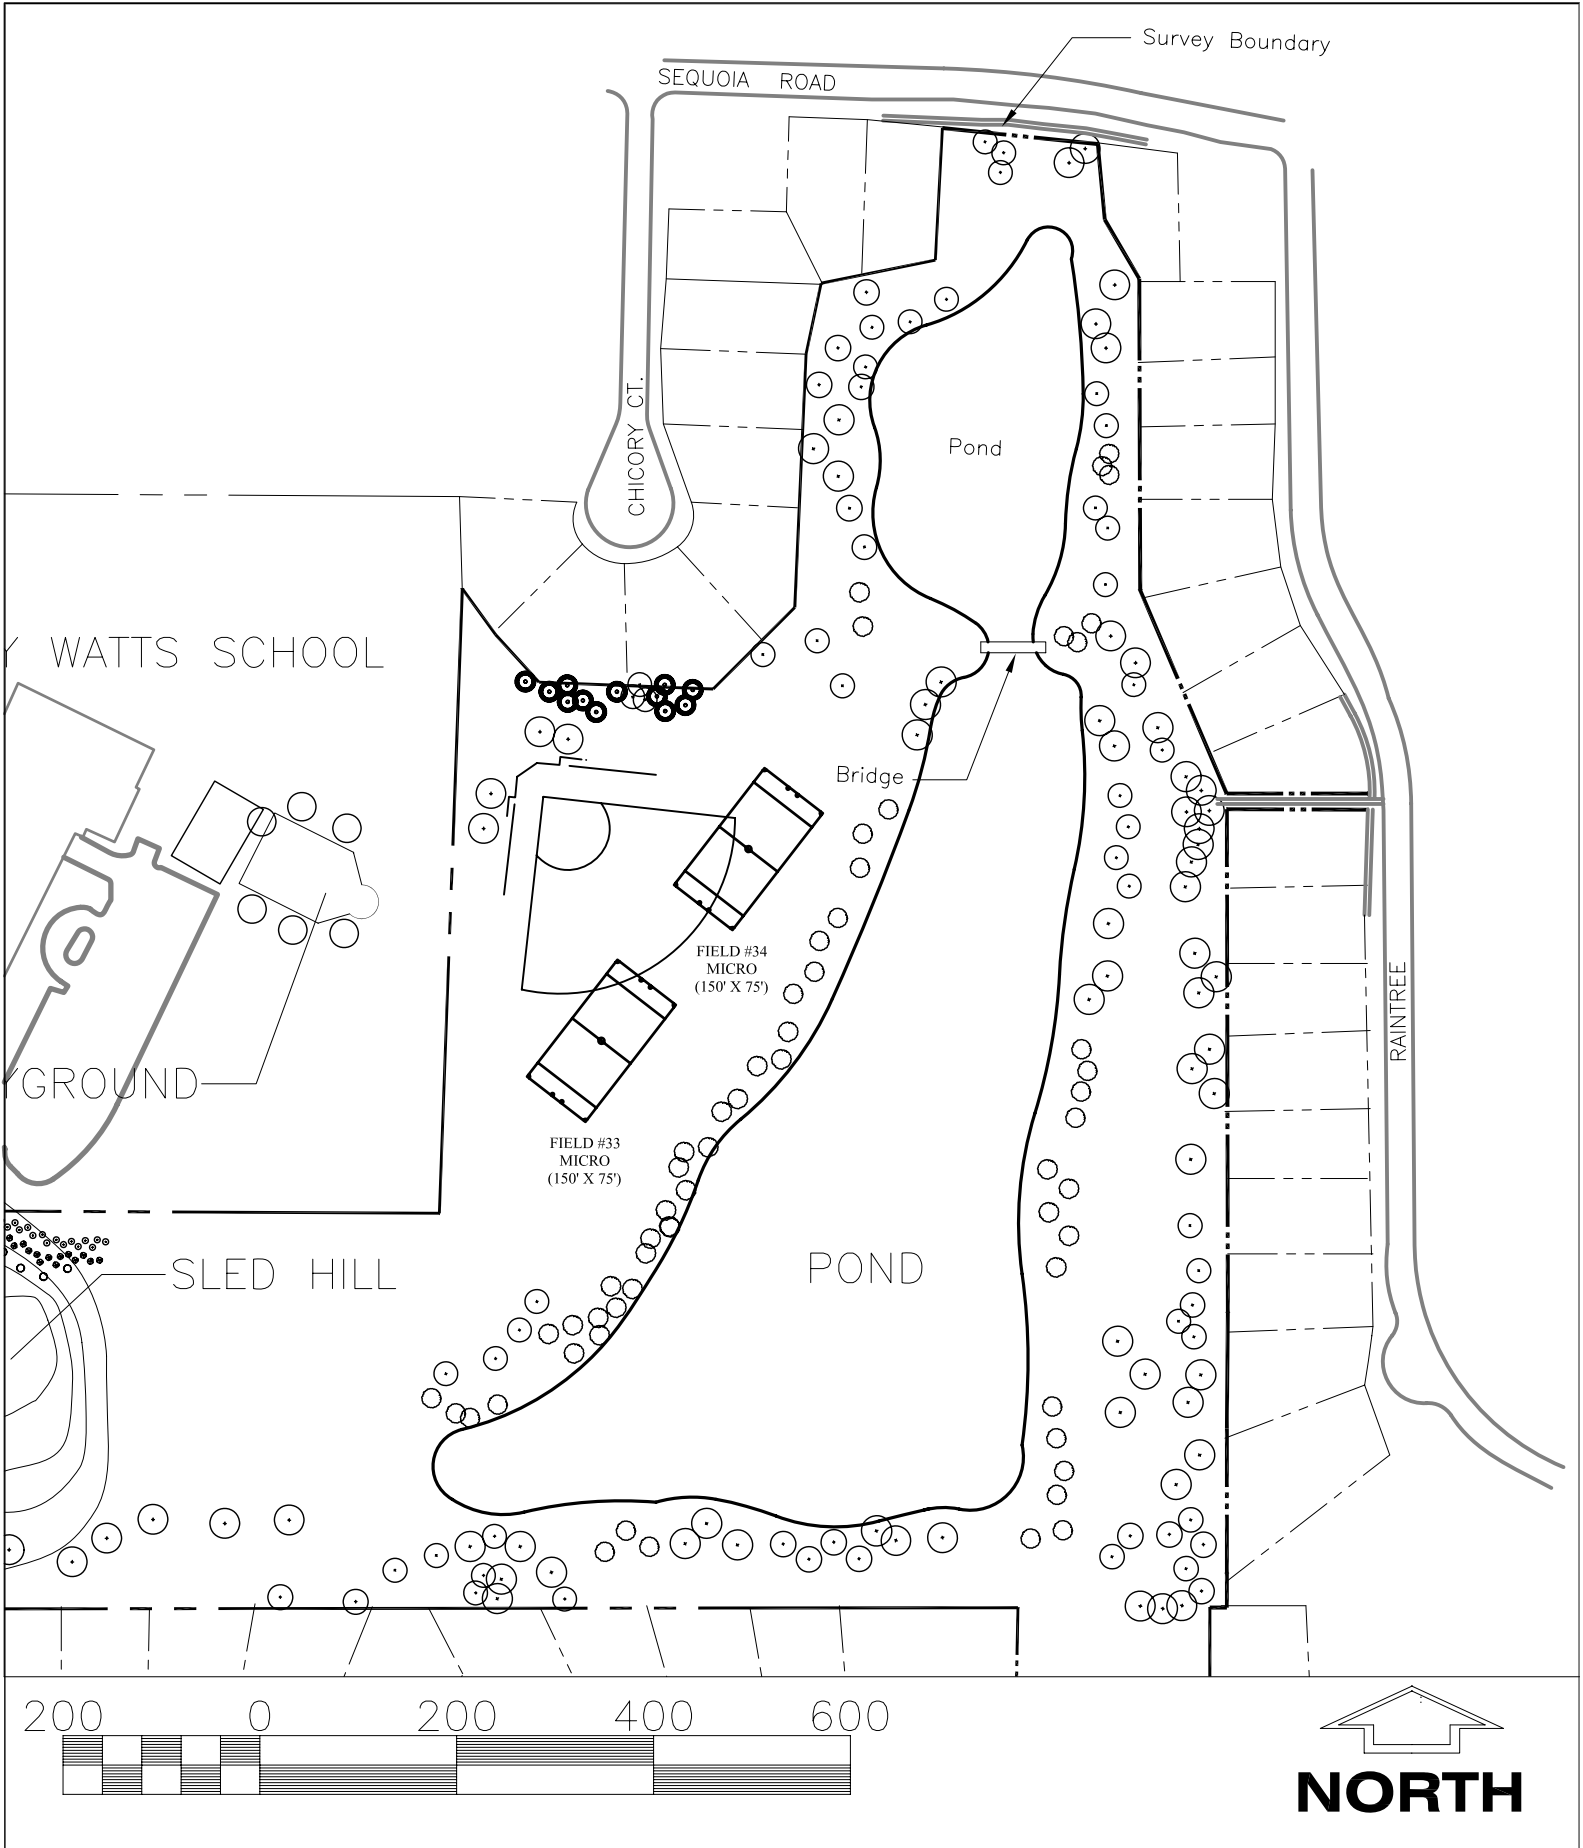 Survey Boundary
SEQUOIA ROAD
CHICORY CT.
Pond
Y WATTS SCHOOL
Bridge
FIELD #34
MICRO
(150' X 75')
RAINTREE
YGROUND
FIELD #33
MICRO
(150' X 75')
POND
SLED HILL
200 0 200 400 600
NORTH